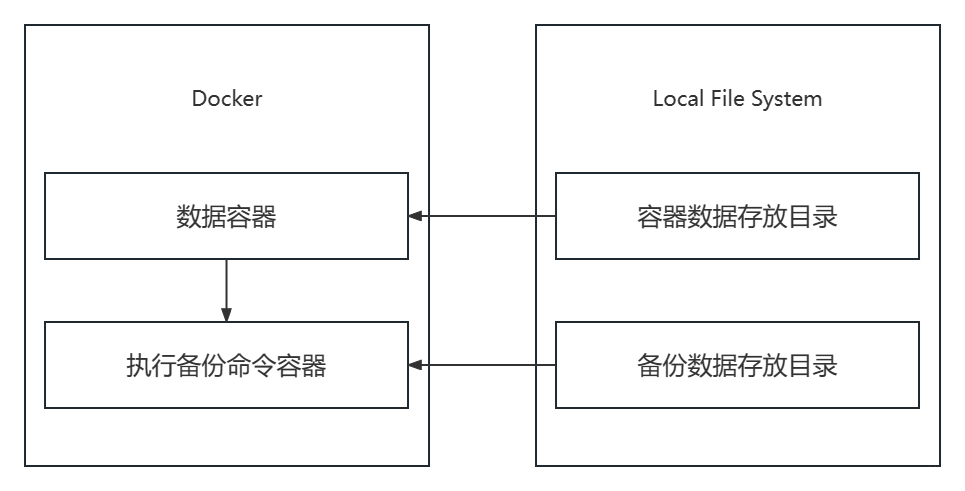 Docker
数据容器
执行备份命令容器
Local File System
容器数据存放目录
备份数据存放目录